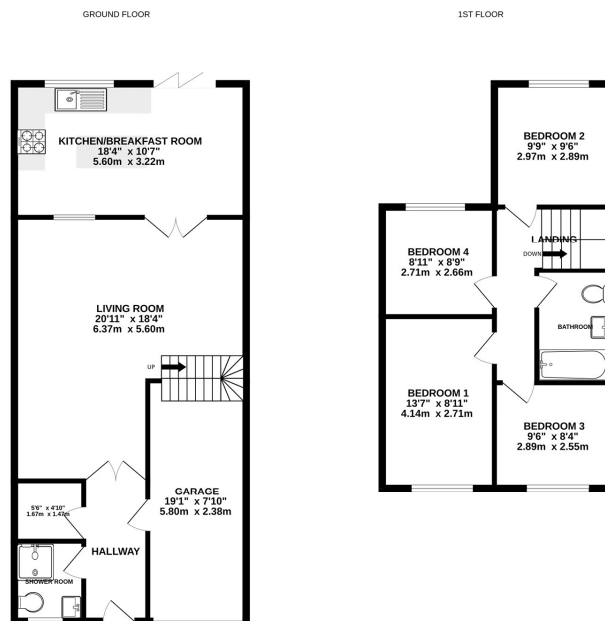 GROUND FLOOR
KITCHEN/BREAKFAST ROOM
18'4" x 10'7"
5.60m x 3.22m
LIVING ROOM
20'11" x 18'4"
6.37m x 5.60m
UP
GARAGE
19'1" x 7'10"
5.80m x 2.38m
5'6" x 4'10"
1.67m x 1.47m
HALLWAY
SHOWER ROOM
1ST FLOOR
BEDROOM 2
9'9" x 9'6"
2.97m x 2.89m
LANDING
DOWN
BEDROOM 4
8'11" x 8'9"
2.71m x 2.66m
BATHROOM
BEDROOM 1
13'7" x 8'11"
4.14m x 2.71m
BEDROOM 3
9'6" x 8'4"
2.89m x 2.55m